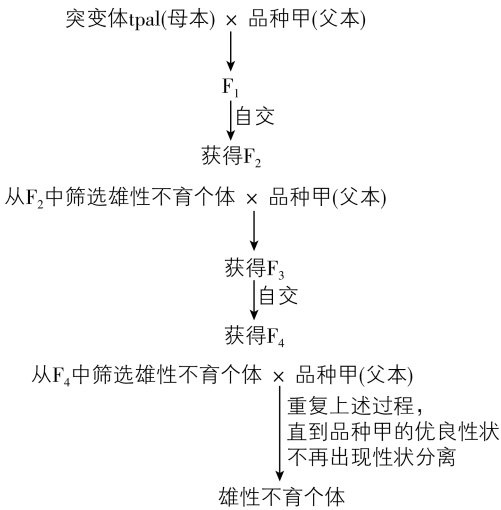 突变体tpal(母本) × 品种甲(父本)
F₁
自交
获得F₂
从F₂中筛选雄性不育个体 × 品种甲(父本)
获得F₃
自交
获得F₄
从F₄中筛选雄性不育个体 × 品种甲(父本)
重复上述过程，
直到品种甲的优良性状
不再出现性状分离
雄性不育个体